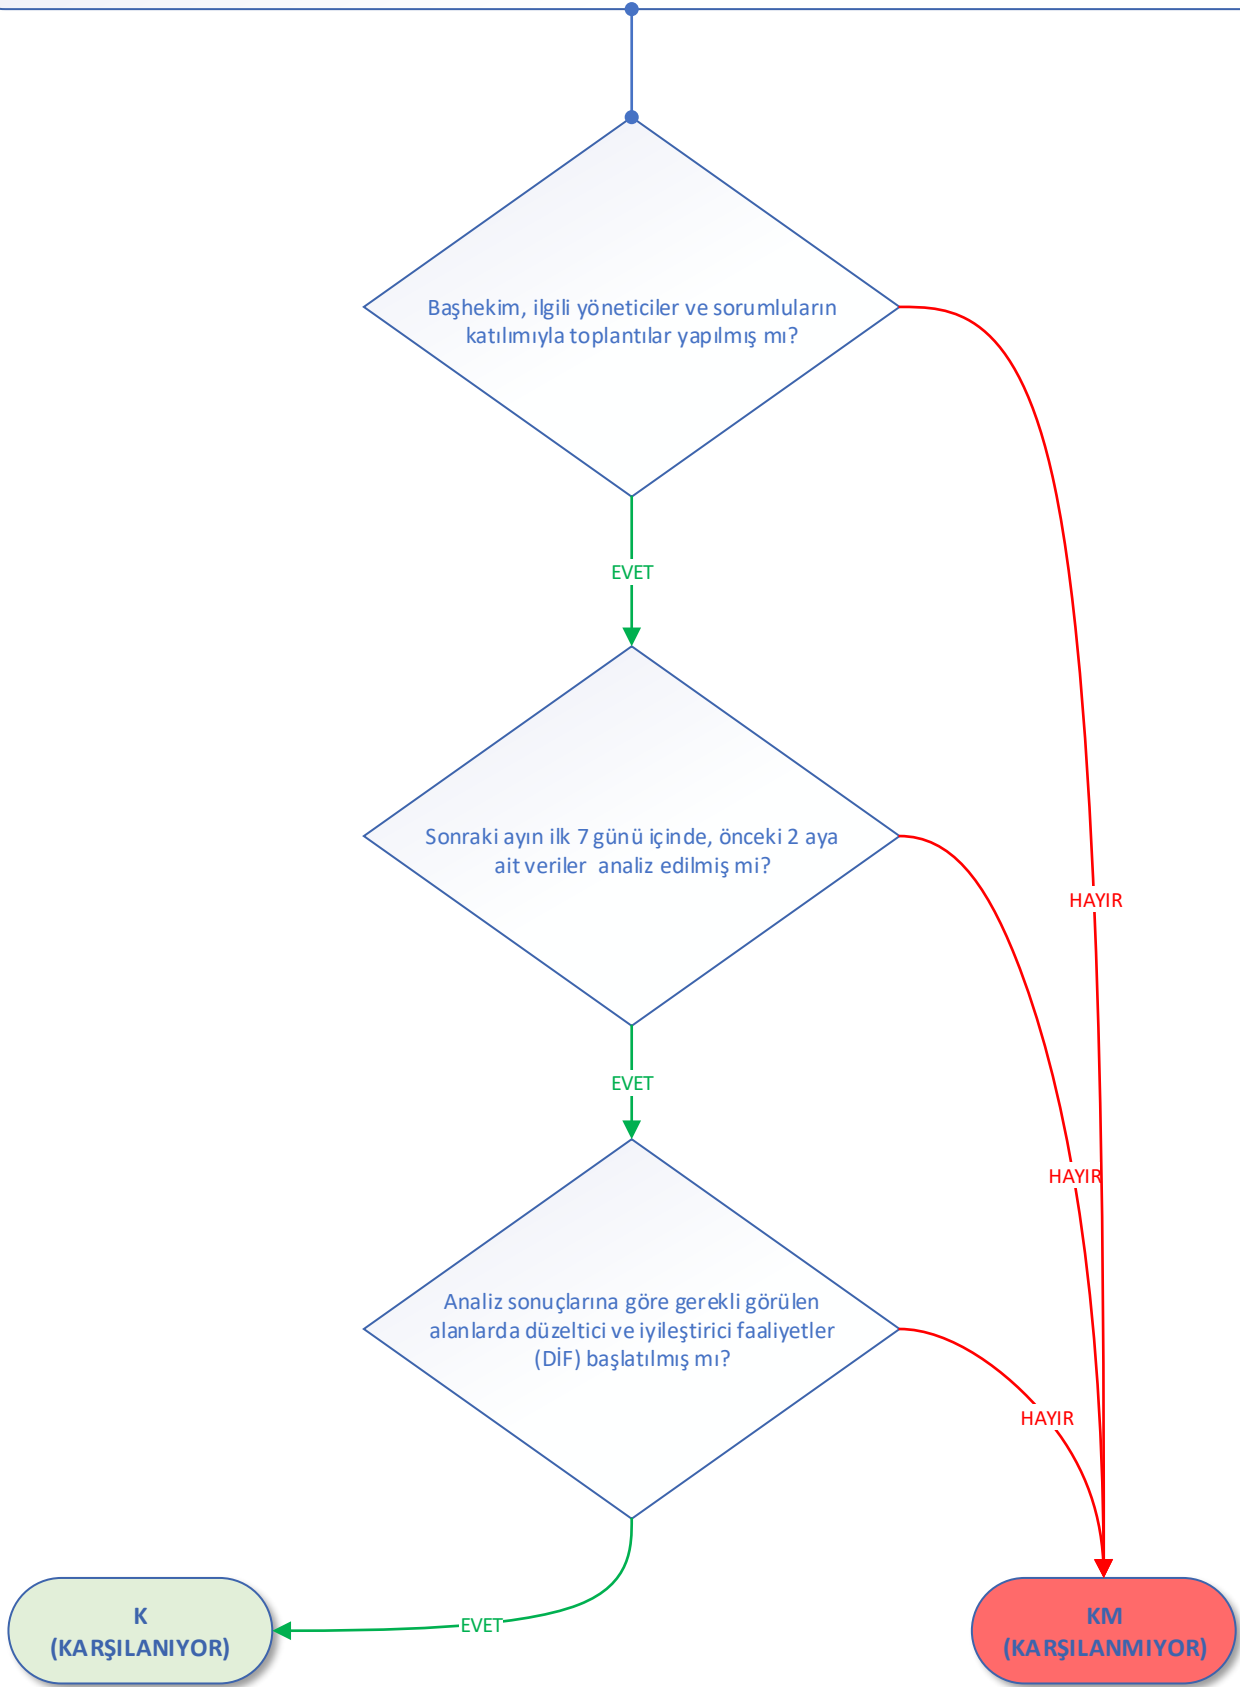 Başhekim, ilgili yöneticiler ve sorumluların
katılımıyla toplantılar yapılmış mı?
EVET
Sonraki ayın ilk 7 günü içinde, önceki 2 aya
ait veriler analiz edilmiş mi?
HAYIR
EVET
HAYIR
Analiz sonuçlarına göre gerekli görülen
alanlarda düzeltici ve iyileştirici faaliyetler
(DİF) başlatılmış mı?
HAYIR
EVET
K
(KARŞILANIYOR)
KM
(KARŞILANMIYOR)